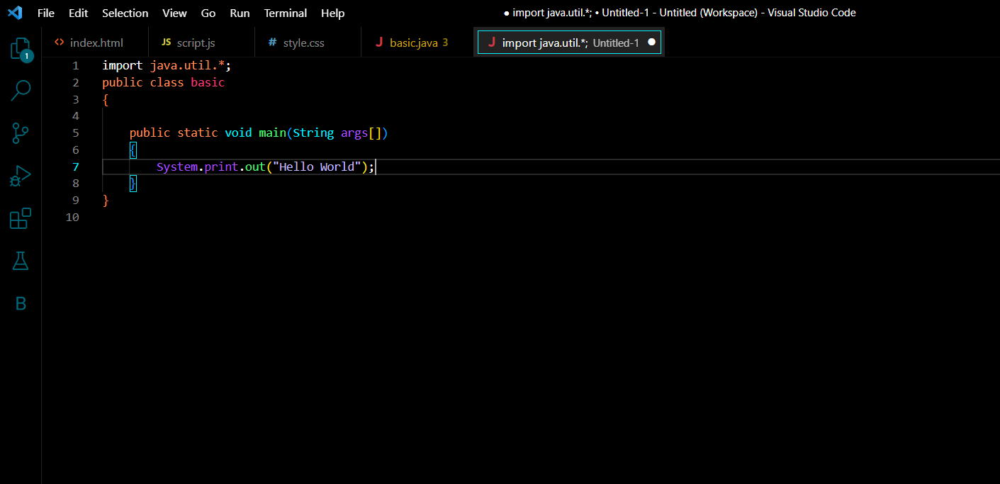 File Edit Selection View Go Run Terminal Help
● import java.util.*; • Untitled-1 - Untitled (Workspace) - Visual Studio Code
<> index.html
JS script.js
# style.css
J basic.java 3
J import java.util.*; Untitled-1 ●
1
1 import java.util.*;
2 public class basic
3 {
4
5     public static void main(String args[])
6     {
7         System.print.out("Hello World");
8     }
9 }
10
B